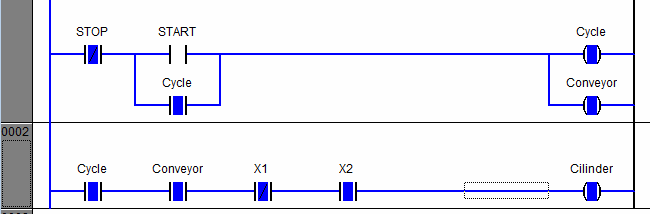 STOP START Cycle
Cycle Conveyor
0002
Cycle Conveyor X1 X2 Cilinder